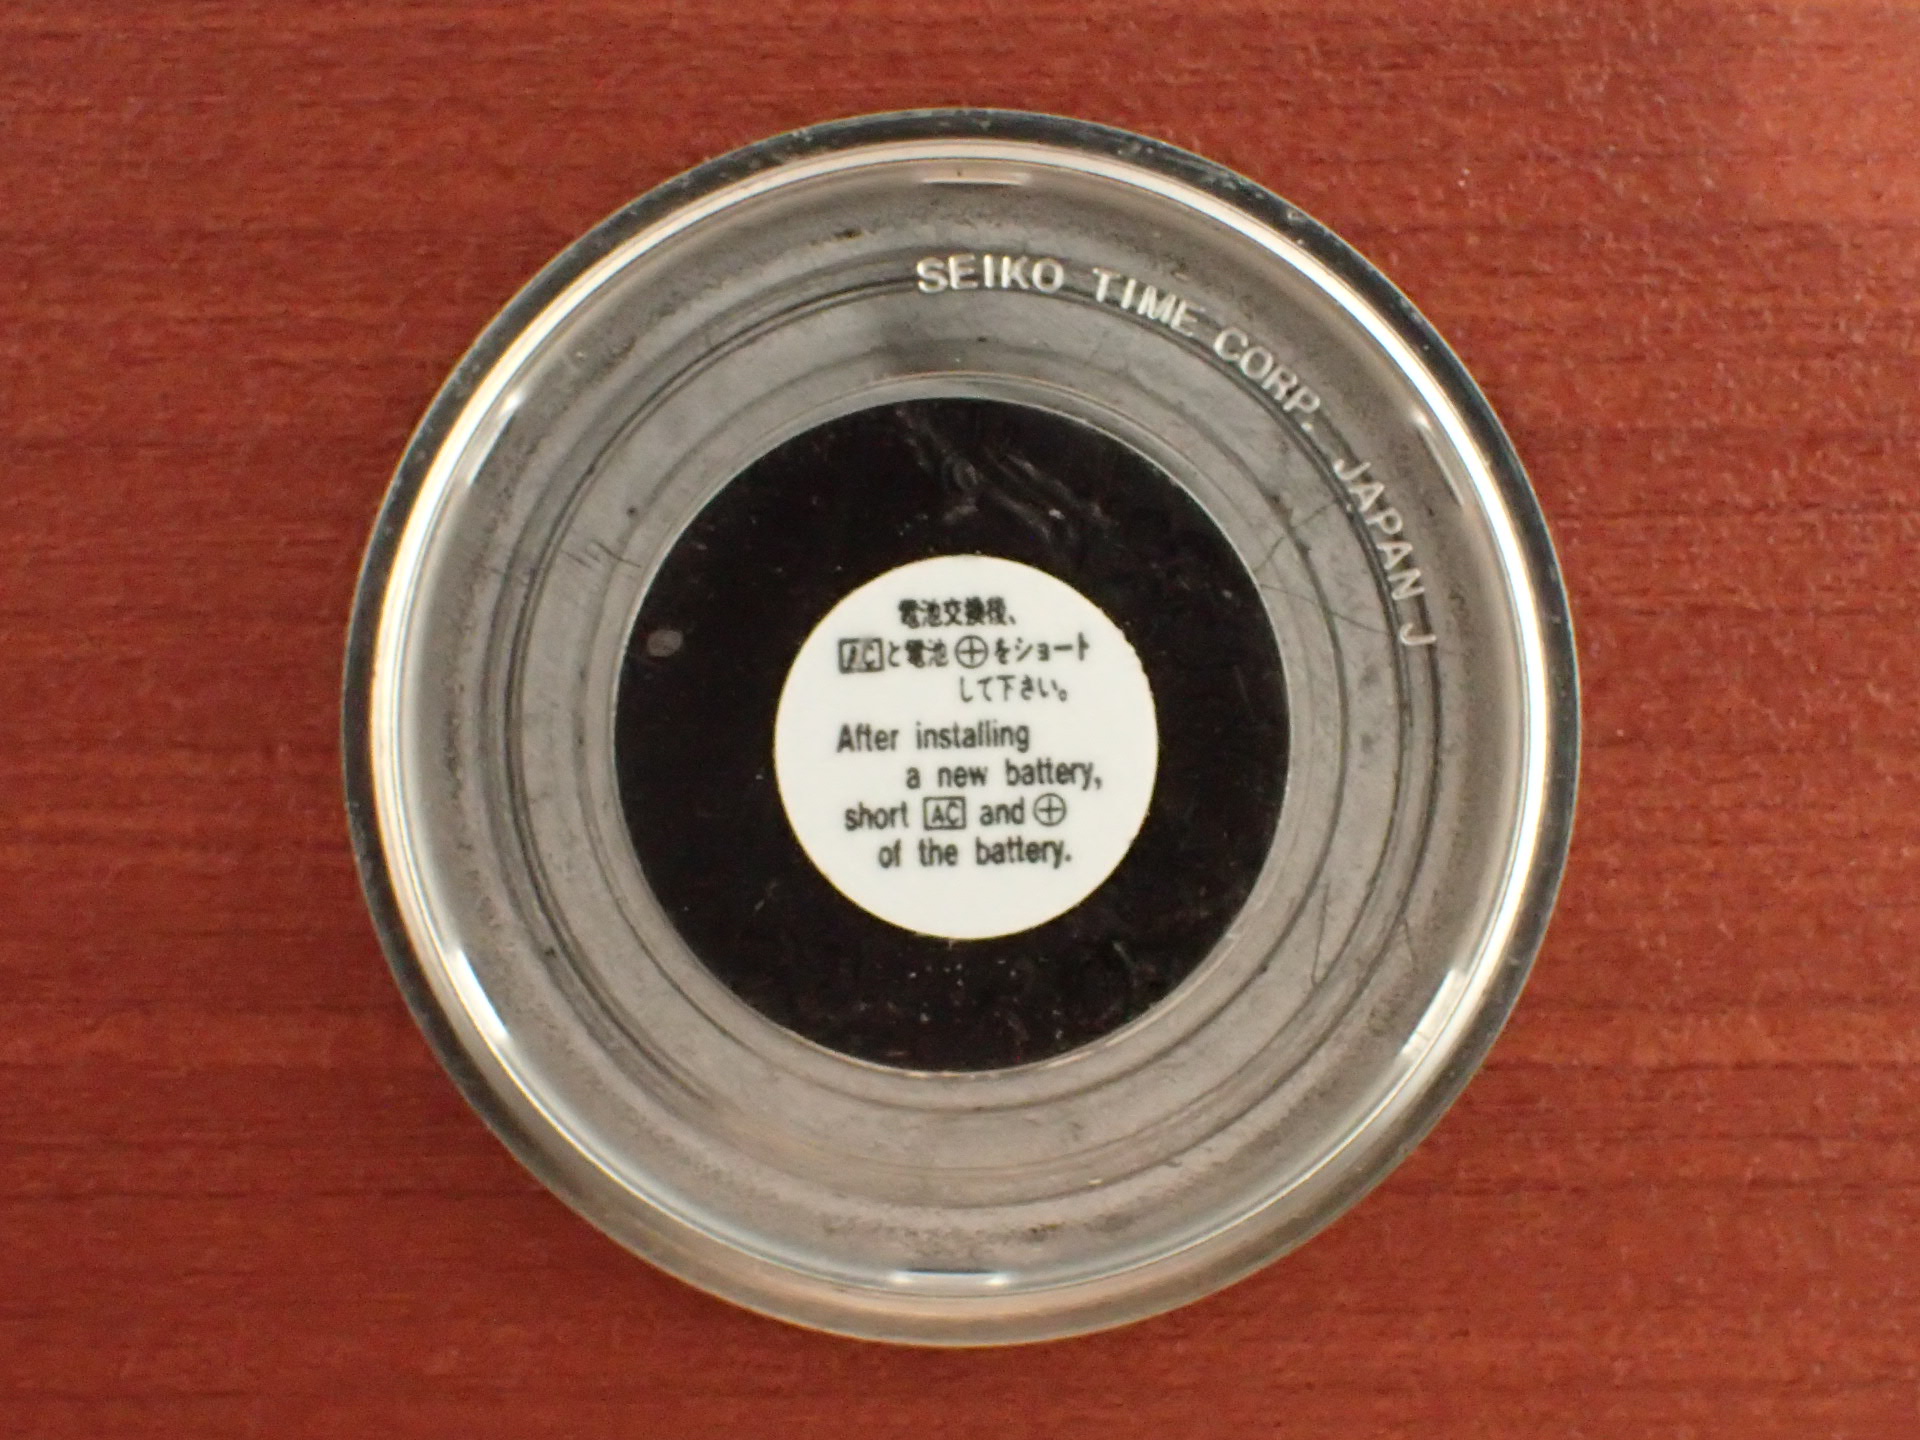 SEIKO TIME CORP. JAPAN J
電池交換後、
ACと電池⊕をショート
して下さい。
After installing
a new battery,
short AC and ⊕
of the battery.